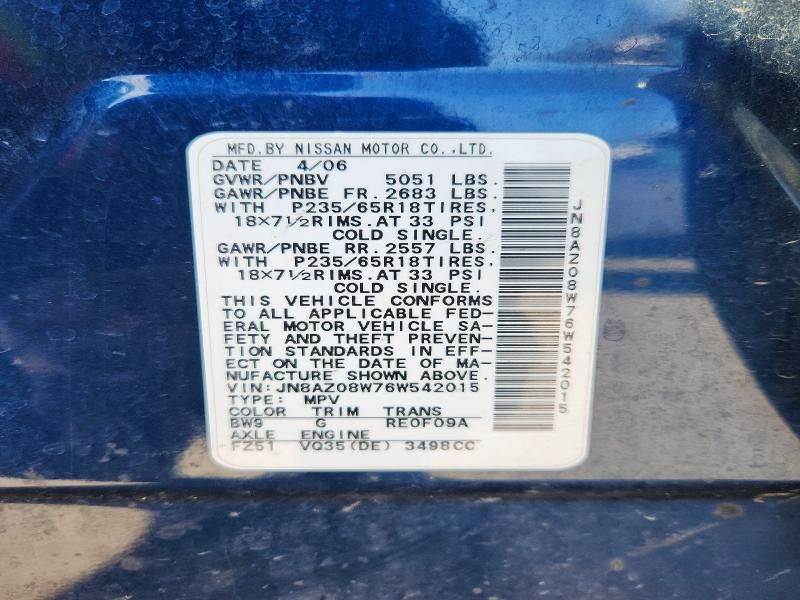 MFD.BY NISSAN MOTOR CO.,LTD.
DATE 4/06
GVWR/PNBV 5051 LBS.
GAWR/PNBE FR. 2683 LBS.
WITH P235/65R18TIRES,
18×7½RIMS.AT 33 PSI
COLD SINGLE.
GAWR/PNBE RR. 2557 LBS.
WITH P235/65R18TIRES,
18×7½RIMS.AT 33 PSI
COLD SINGLE.
THIS VEHICLE CONFORMS
TO ALL APPLICABLE FED-
ERAL MOTOR VEHICLE SA-
FETY AND THEFT PREVEN-
TION STANDARDS IN EFF-
ECT ON THE DATE OF MA-
NUFACTURE SHOWN ABOVE.
VIN:JN8AZ08W76W542015
TYPE: MPV
COLOR TRIM TRANS
BW9 G RE0F09A
AXLE ENGINE
FZ51 VQ35(DE) 3498CC
JN8AZ08W76W542015